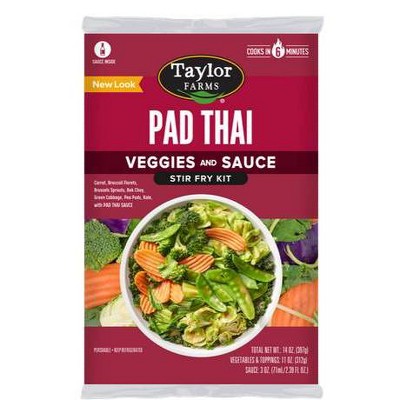 SAUCE INSIDE
COOKS IN 6 MINUTES
New Look
Taylor
FARMS®
PAD THAI
VEGGIES AND SAUCE
STIR FRY KIT
Carrot, Broccoli Florets,
Brussels Sprouts, Bok Choy,
Green Cabbage, Pea Pods, Kale,
with PAD THAI SAUCE
PERISHABLE • KEEP REFRIGERATED
TOTAL NET WT. 14 OZ. (397g)
VEGETABLES & TOPPINGS: 11 OZ. (312g)
SAUCE: 3 OZ. (71mL/2.39 FL OZ.)